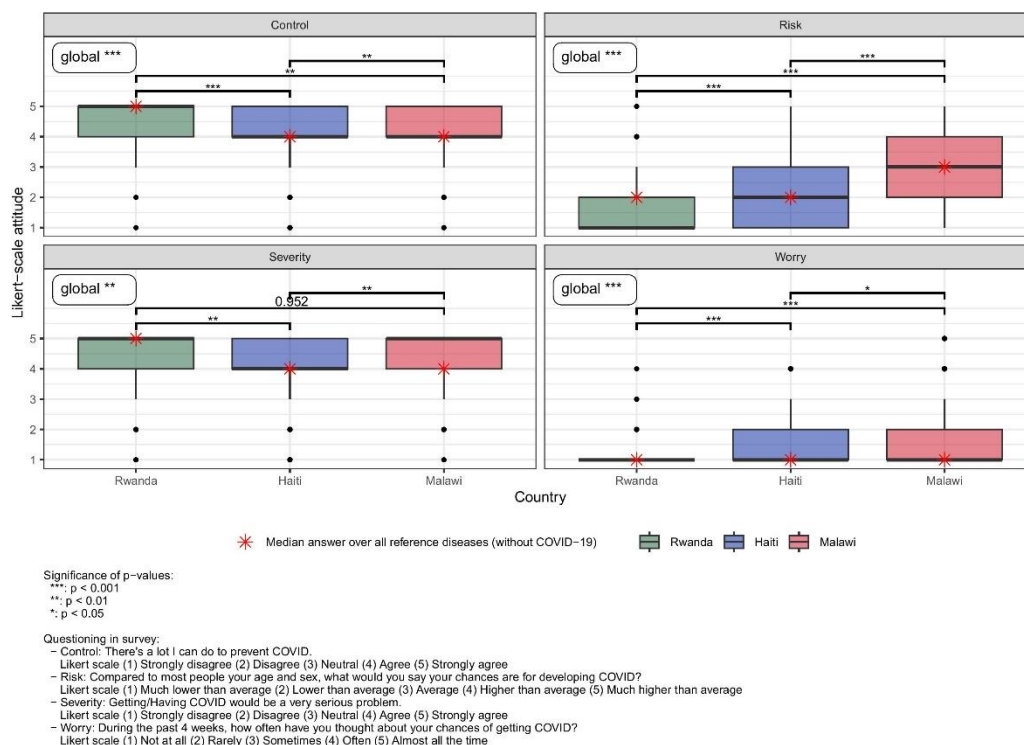 Control
Risk
global ***
**
**
***
global ***
***
***
***
5
4
3
2
1
Severity
Worry
global **
**
0.952
**
global ***
*
***
***
5
4
3
2
1
Likert−scale attitude
Rwanda
Haiti
Malawi
Rwanda
Haiti
Malawi
Country
Median answer over all reference diseases (without COVID−19)
Rwanda
Haiti
Malawi
Significance of p−values:
***: p < 0.001
**: p < 0.01
*: p < 0.05
Questioning in survey:
− Control: There's a lot I can do to prevent COVID.
Likert scale (1) Strongly disagree (2) Disagree (3) Neutral (4) Agree (5) Strongly agree
− Risk: Compared to most people your age and sex, what would you say your chances are for developing COVID?
Likert scale (1) Much lower than average (2) Lower than average (3) Average (4) Higher than average (5) Much higher than average
− Severity: Getting/Having COVID would be a very serious problem.
Likert scale (1) Strongly disagree (2) Disagree (3) Neutral (4) Agree (5) Strongly agree
− Worry: During the past 4 weeks, how often have you thought about your chances of getting COVID?
Likert scale (1) Not at all (2) Rarely (3) Sometimes (4) Often (5) Almost all the time